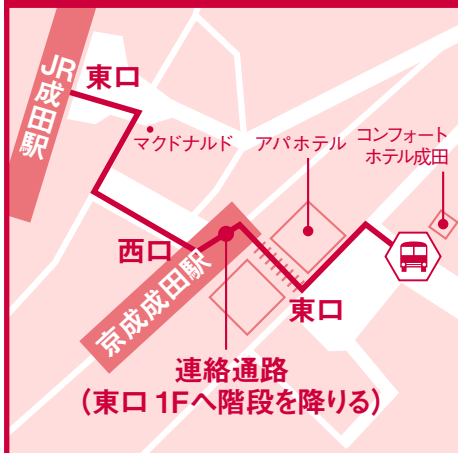 JR成田駅
東口
マクドナルド
アパホテル
コンフォート
ホテル成田
西口
京成成田駅
東口
連絡通路
（東口 1Fへ階段を降りる）